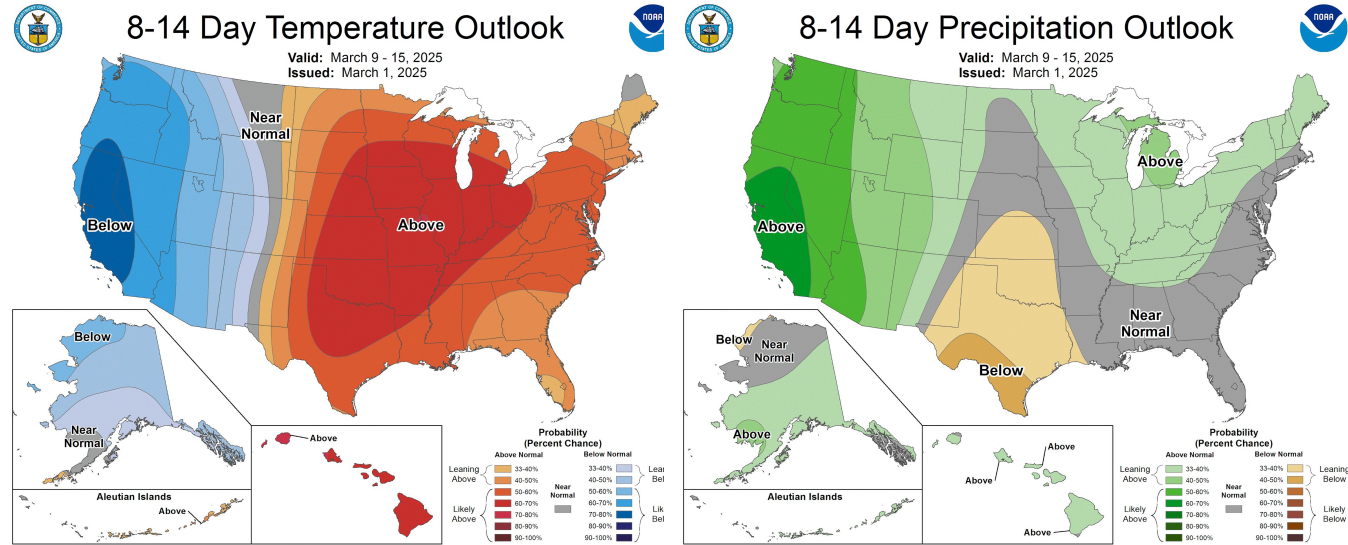 8-14 Day Temperature Outlook
Valid: March 9 - 15, 2025
Issued: March 1, 2025
NOAA
Near
Normal
Below
Above
Below
Near
Normal
Above
Aleutian Islands
Above
Probability
(Percent Chance)
Above Normal
Below Normal
Leaning
Above
33-40%
40-50%
Likely
Above
50-60%
60-70%
70-80%
80-90%
90-100%
Near
Normal
33-40%
40-50%
50-60%
60-70%
70-80%
80-90%
90-100%
Lea
Bel
Lik
Bel
8-14 Day Precipitation Outlook
Valid: March 9 - 15, 2025
Issued: March 1, 2025
NOAA
Above
Above
Near
Normal
Below
Below
Near
Normal
Above
Aleutian Islands
Above
Above
Above
Probability
(Percent Chance)
Above Normal
Below Normal
Leaning
Above
33-40%
40-50%
Likely
Above
50-60%
60-70%
70-80%
80-90%
90-100%
Near
Normal
33-40%
40-50%
50-60%
60-70%
70-80%
80-90%
90-100%
Leaning
Below
Likely
Below